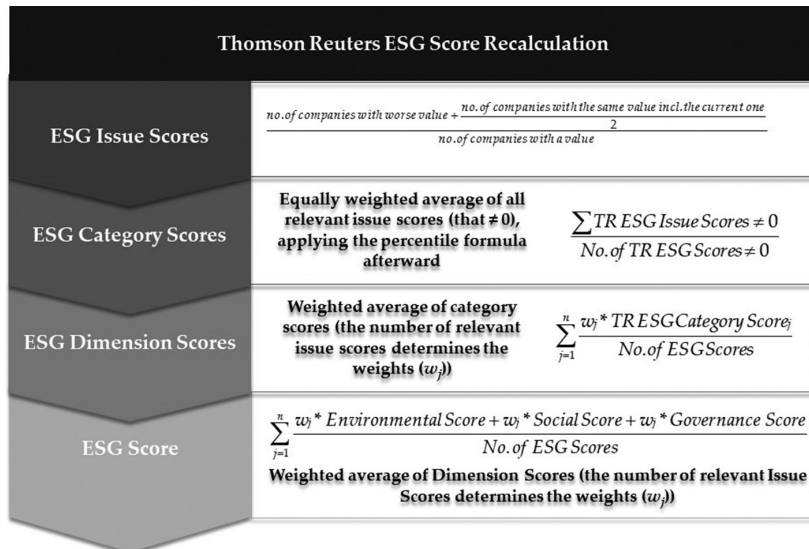 Thomson Reuters ESG Score Recalculation
ESG Issue Scores
no.of companies with worse value + no.of companies with the same value incl.the current one
2
no.of companies with a value
ESG Category Scores
Equally weighted average of all
relevant issue scores (that ≠ 0),
applying the percentile formula
afterward
∑ TR ESG Issue Scores ≠ 0
No. of TR ESG Scores ≠ 0
ESG Dimension Scores
Weighted average of category
scores (the number of relevant
issue scores determines the
weights (wj))
n
∑ wj* TR ESG Category Scorej
j=1 No. of ESG Scores
ESG Score
n
∑ wj* Environmental Score + wj* Social Score + wj* Governance Score
j=1 No. of ESG Scores
Weighted average of Dimension Scores (the number of relevant Issue
Scores determines the weights (wj))